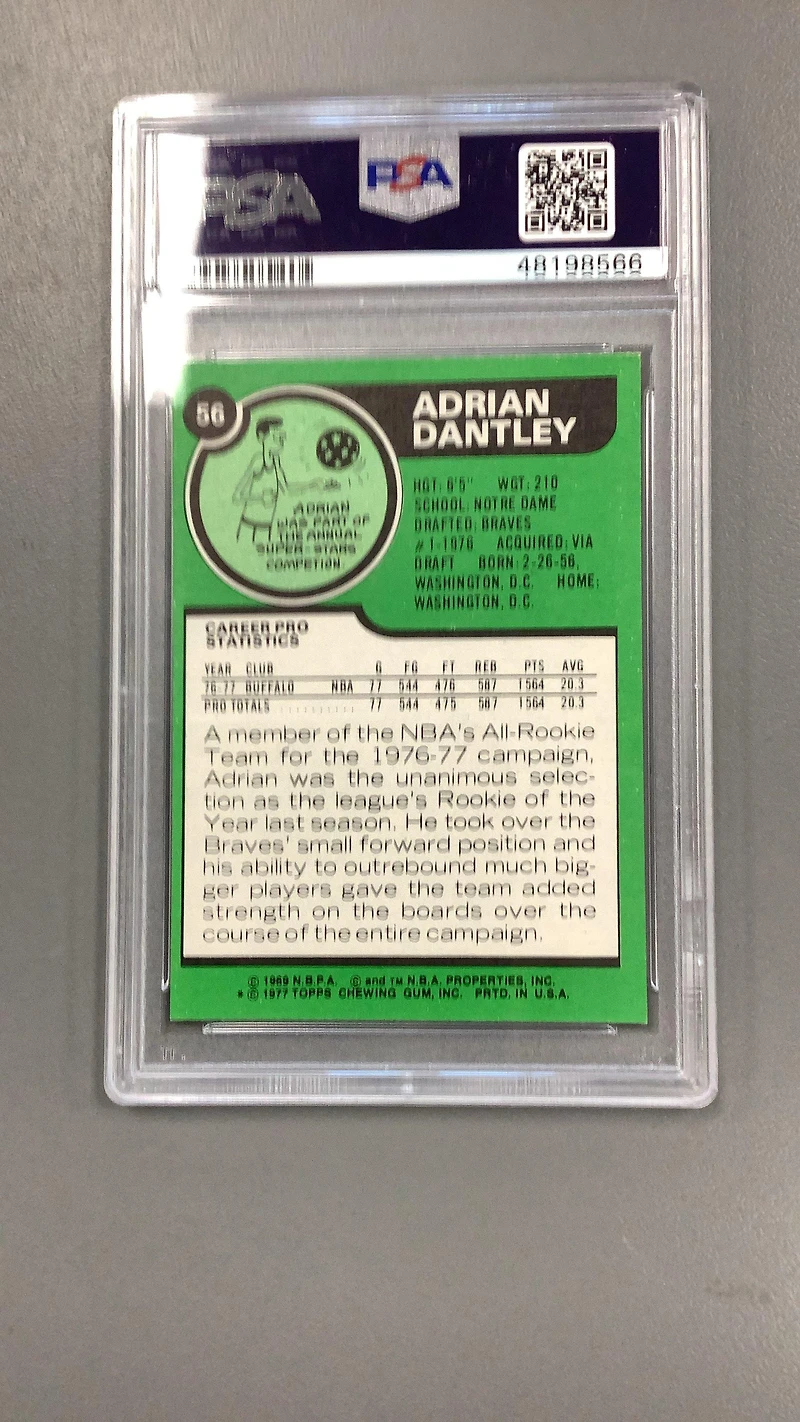 PSA
PSA
48198566
56
ADRIAN
DANTLEY
ADRIAN
WAS PART OF
THE ANNUAL
SUPER-STARS
COMPETION
HGT: 6'5" WGT: 210
SCHOOL: NOTRE DAME
DRAFTED: BRAVES
#1-1976 ACQUIRED: VIA
DRAFT BORN: 2-26-56,
WASHINGTON, D.C. HOME:
WASHINGTON, D.C.
CAREER PRO
STATISTICS
YEAR CLUB G FG FT REB PTS AVG
76-77 BUFFALO NBA 77 544 476 587 1564 20.3
PRO TOTALS 77 544 476 587 1564 20.3
A member of the NBA's All-Rookie
Team for the 1976-77 campaign,
Adrian was the unanimous selec-
tion as the league's Rookie of the
Year last season. He took over the
Braves' small forward position and
his ability to outrebound much big-
ger players gave the team added
strength on the boards over the
course of the entire campaign.
© 1969 N.B.P.A. © and TM N.B.A. PROPERTIES, INC.
* © 1977 TOPPS CHEWING GUM, INC. PRTD. IN U.S.A.